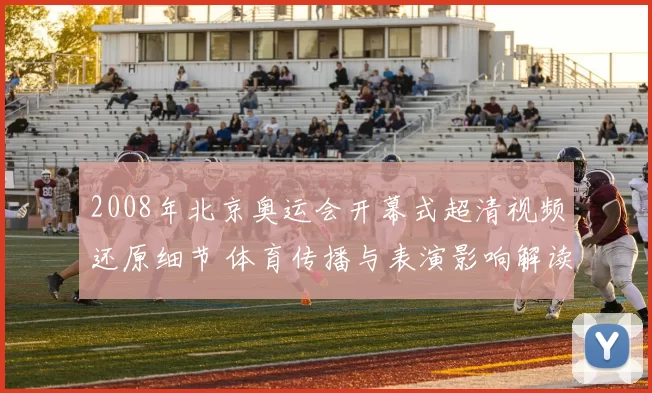 H I J K
2008年北京奥运会开幕式超清视频
还原细节 体育传播与表演影响解读
80
Y